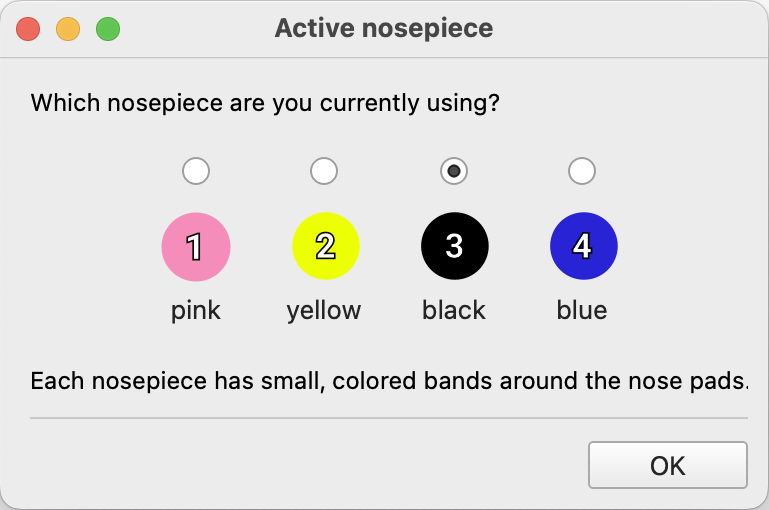 Active nosepiece
Which nosepiece are you currently using?
1 2 3 4
pink yellow black blue
Each nosepiece has small, colored bands around the nose pads.
OK